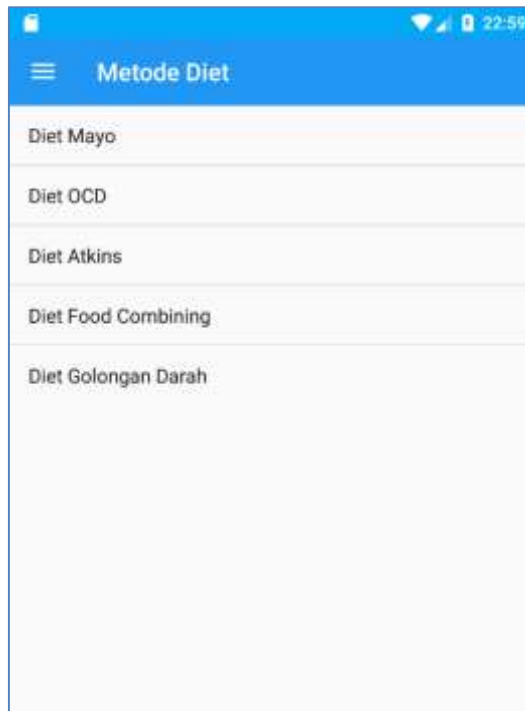 22:59
Metode Diet
Diet Mayo
Diet OCD
Diet Atkins
Diet Food Combining
Diet Golongan Darah